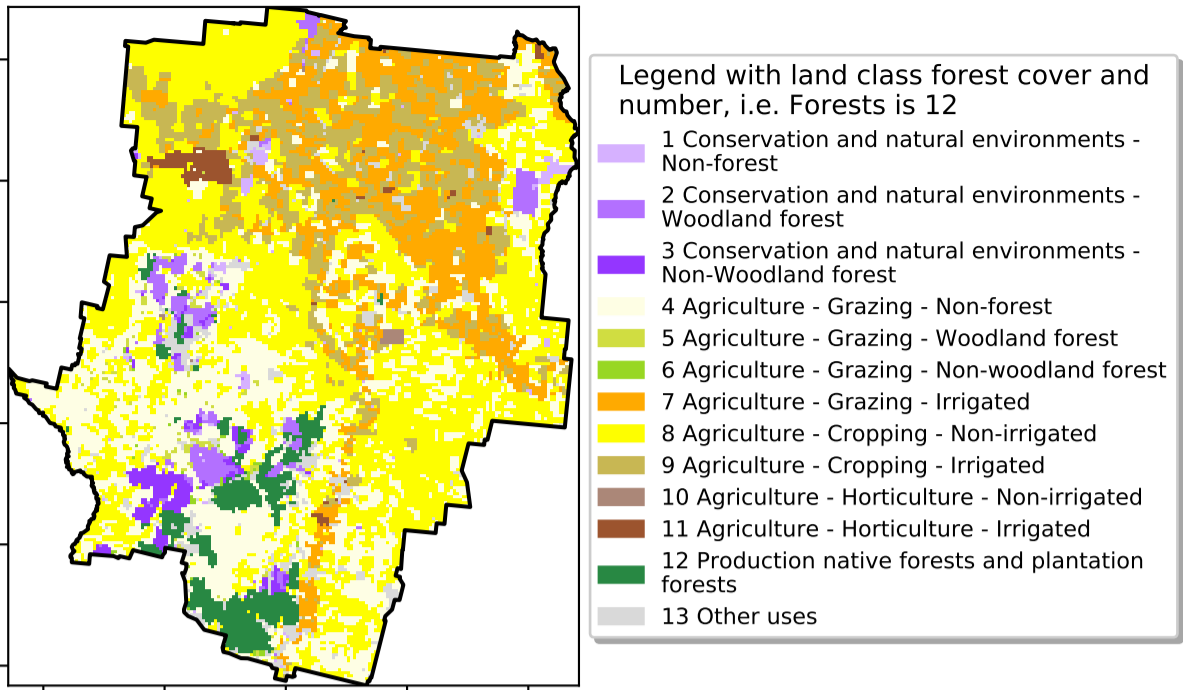 Legend with land class forest cover and
number, i.e. Forests is 12
1 Conservation and natural environments -
Non-forest
2 Conservation and natural environments -
Woodland forest
3 Conservation and natural environments -
Non-Woodland forest
4 Agriculture - Grazing - Non-forest
5 Agriculture - Grazing - Woodland forest
6 Agriculture - Grazing - Non-woodland forest
7 Agriculture - Grazing - Irrigated
8 Agriculture - Cropping - Non-irrigated
9 Agriculture - Cropping - Irrigated
10 Agriculture - Horticulture - Non-irrigated
11 Agriculture - Horticulture - Irrigated
12 Production native forests and plantation
forests
13 Other uses